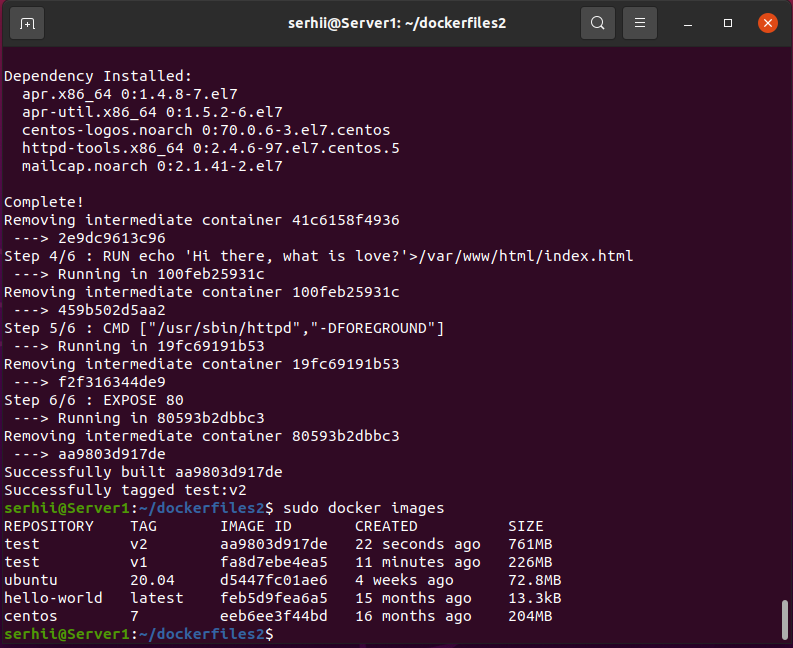 serhii@Server1: ~/dockerfiles2
Dependency Installed:
  apr.x86_64 0:1.4.8-7.el7
  apr-util.x86_64 0:1.5.2-6.el7
  centos-logos.noarch 0:70.0.6-3.el7.centos
  httpd-tools.x86_64 0:2.4.6-97.el7.centos.5
  mailcap.noarch 0:2.1.41-2.el7
Complete!
Removing intermediate container 41c6158f4936
 ---> 2e9dc9613c96
Step 4/6 : RUN echo 'Hi there, what is love?'>/var/www/html/index.html
 ---> Running in 100feb25931c
Removing intermediate container 100feb25931c
 ---> 459b502d5aa2
Step 5/6 : CMD ["/usr/sbin/httpd","-DFOREGROUND"]
 ---> Running in 19fc69191b53
Removing intermediate container 19fc69191b53
 ---> f2f316344de9
Step 6/6 : EXPOSE 80
 ---> Running in 80593b2dbbc3
Removing intermediate container 80593b2dbbc3
 ---> aa9803d917de
Successfully built aa9803d917de
Successfully tagged test:v2
serhii@Server1:~/dockerfiles2$ sudo docker images
REPOSITORY    TAG       IMAGE ID       CREATED          SIZE
test          v2        aa9803d917de   22 seconds ago   761MB
test          v1        fa8d7ebe4ea5   11 minutes ago   226MB
ubuntu        20.04     d5447fc01ae6   4 weeks ago      72.8MB
hello-world   latest    feb5d9fea6a5   15 months ago    13.3kB
centos        7         eeb6ee3f44bd   16 months ago    204MB
serhii@Server1:~/dockerfiles2$